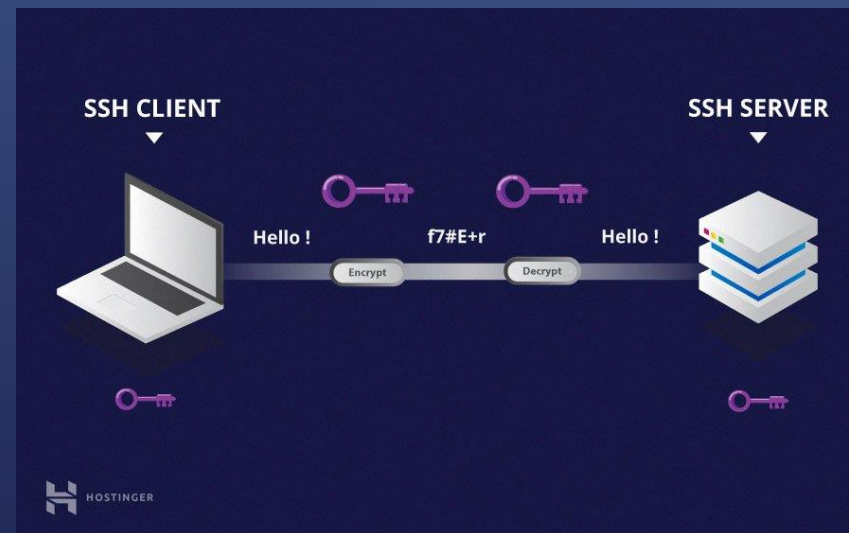 SSH CLIENT
SSH SERVER
Hello !
f7#E+r
Hello !
Encrypt
Decrypt
HOSTINGER